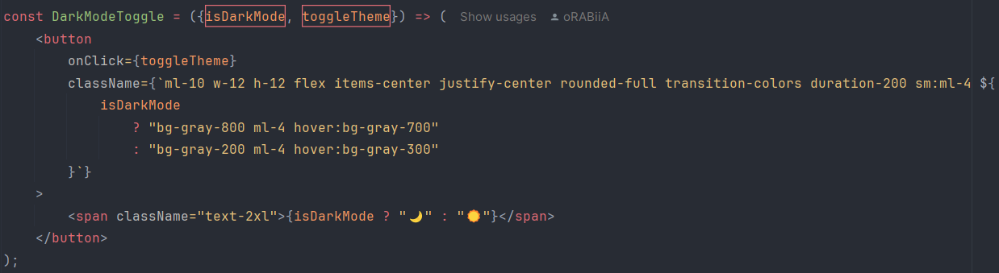 const DarkModeToggle = ({isDarkMode, toggleTheme}) => ( Show usages oRABiiA
<button
onClick={toggleTheme}
className={`ml-10 w-12 h-12 flex items-center justify-center rounded-full transition-colors duration-200 sm:ml-4 ${
isDarkMode
? "bg-gray-800 ml-4 hover:bg-gray-700"
: "bg-gray-200 ml-4 hover:bg-gray-300"
}`}
>
<span className="text-2xl">{isDarkMode ? "🌙" : "☀️"}</span>
</button>
);